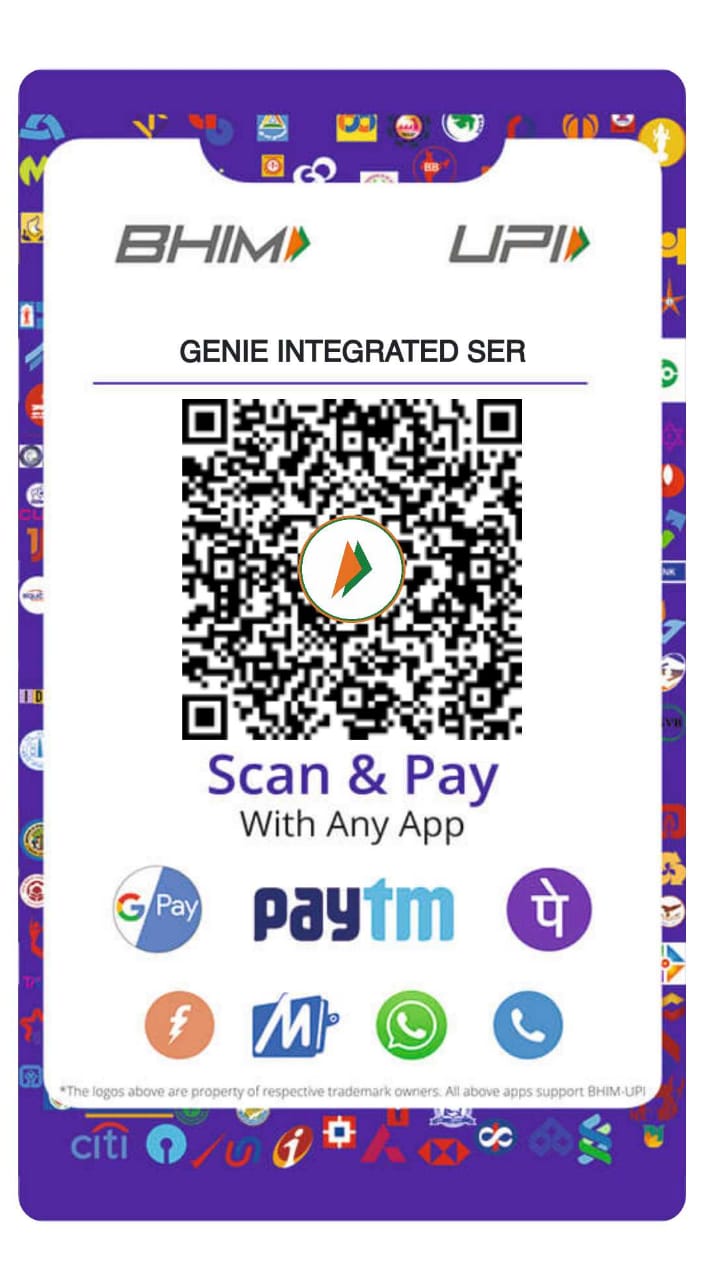 BHIM
UPI
GENIE INTEGRATED SER
Scan & Pay
With Any App
G Pay
paytm
पे
*The logos above are property of respective trademark owners. All above apps support BHIM-UPI
citi